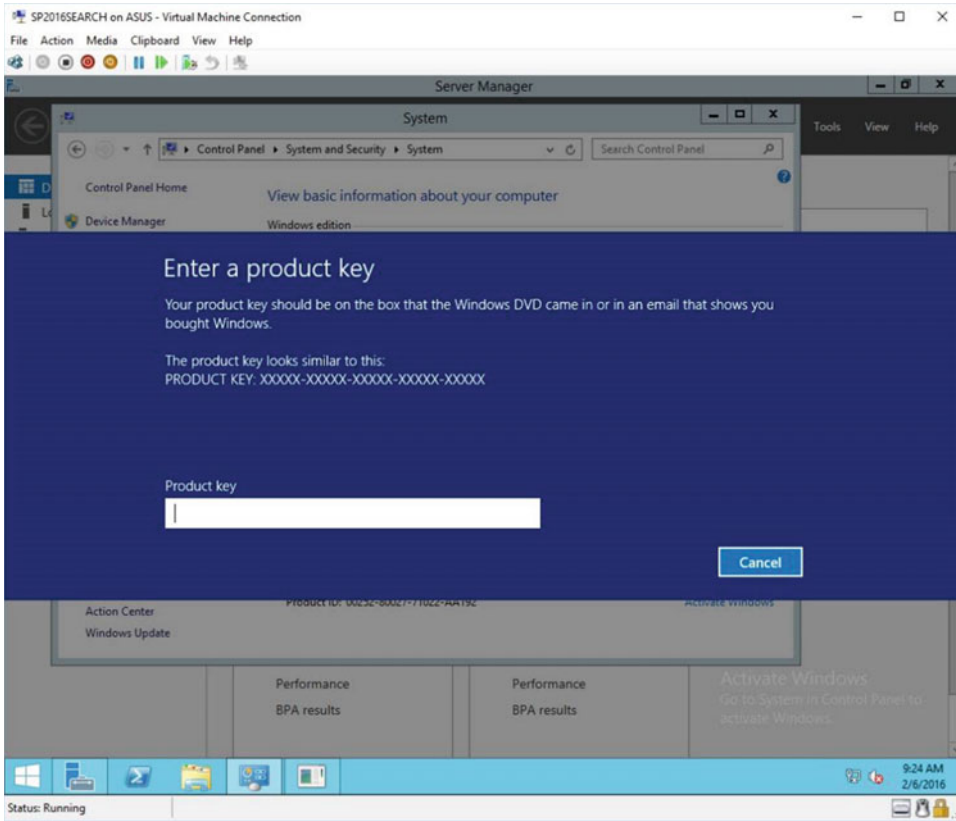 SP2016SEARCH on ASUS - Virtual Machine Connection
File Action Media Clipboard View Help
Server Manager
System
Tools View Help
Control Panel ▸ System and Security ▸ System
Search Control Panel
Control Panel Home
View basic information about your computer
Device Manager
Windows edition
Enter a product key
Your product key should be on the box that the Windows DVD came in or in an email that shows you
bought Windows.
The product key looks similar to this:
PRODUCT KEY: XXXXX-XXXXX-XXXXX-XXXXX-XXXXX
Product key
Cancel
Product ID: 00252-80027-71022-AA192
Activate Windows
Action Center
Windows Update
Performance
Performance
BPA results
BPA results
Activate Windows
Go to System in Control Panel to
activate Windows.
9:24 AM
2/6/2016
Status: Running